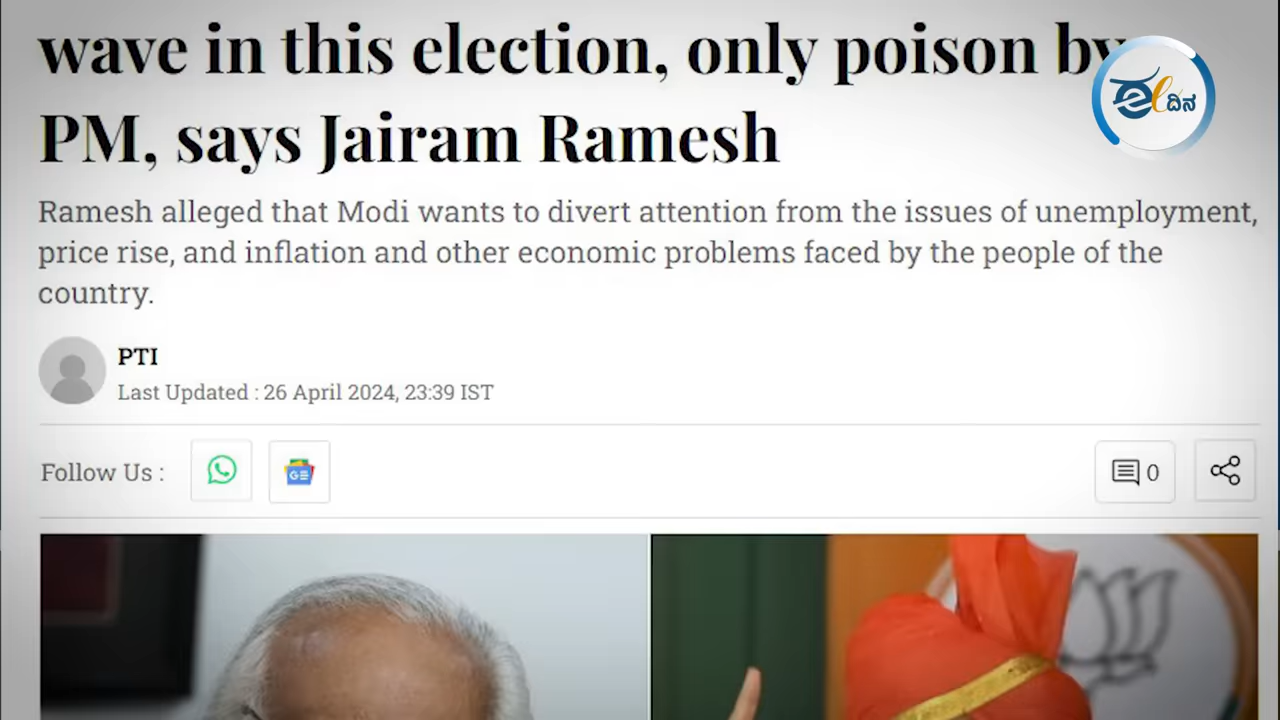 wave in this election, only poison by
PM, says Jairam Ramesh
ಈ ದಿನ
Ramesh alleged that Modi wants to divert attention from the issues of unemployment,
price rise, and inflation and other economic problems faced by the people of the
country.
PTI
Last Updated : 26 April 2024, 23:39 IST
Follow Us :
GE
0